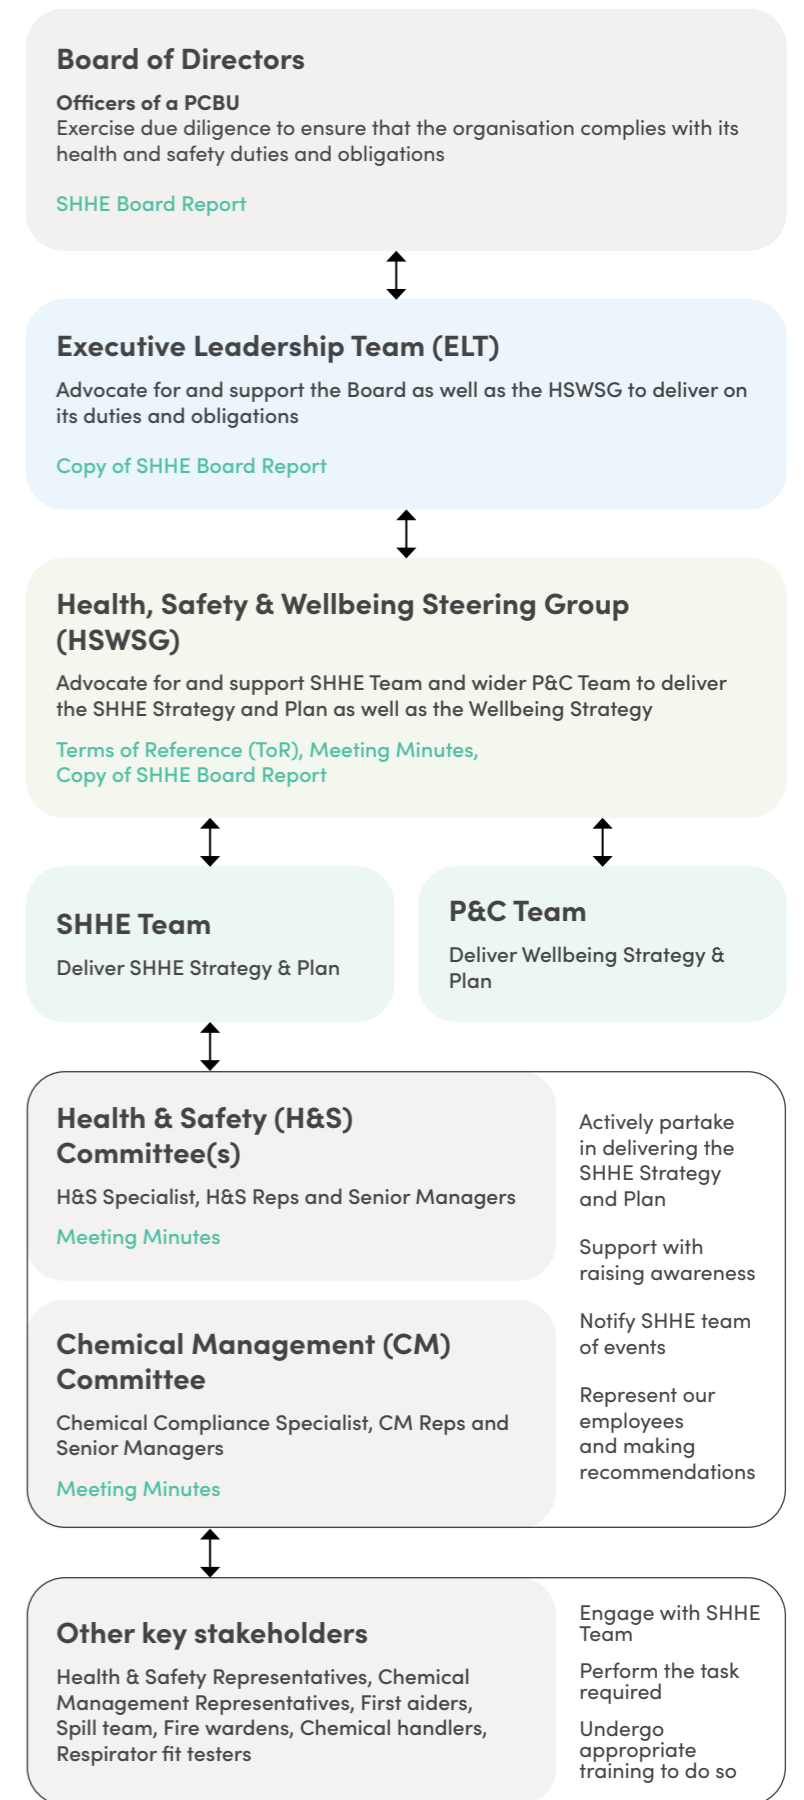 Board of Directors
Officers of a PCBU
Exercise due diligence to ensure that the organisation complies with its
health and safety duties and obligations
SHHE Board Report
Executive Leadership Team (ELT)
Advocate for and support the Board as well as the HSWSG to deliver on
its duties and obligations
Copy of SHHE Board Report
Health, Safety & Wellbeing Steering Group
(HSWSG)
Advocate for and support SHHE Team and wider P&C Team to deliver
the SHHE Strategy and Plan as well as the Wellbeing Strategy
Terms of Reference (ToR), Meeting Minutes,
Copy of SHHE Board Report
SHHE Team
Deliver SHHE Strategy & Plan
P&C Team
Deliver Wellbeing Strategy &
Plan
Health & Safety (H&S)
Committee(s)
H&S Specialist, H&S Reps and Senior Managers
Meeting Minutes
Chemical Management (CM)
Committee
Chemical Compliance Specialist, CM Reps and
Senior Managers
Meeting Minutes
Actively partake
in delivering the
SHHE Strategy
and Plan
Support with
raising awareness
Notify SHHE team
of events
Represent our
employees
and making
recommendations
Other key stakeholders
Health & Safety Representatives, Chemical
Management Representatives, First aiders,
Spill team, Fire wardens, Chemical handlers,
Respirator fit testers
Engage with SHHE
Team
Perform the task
required
Undergo
appropriate
training to do so